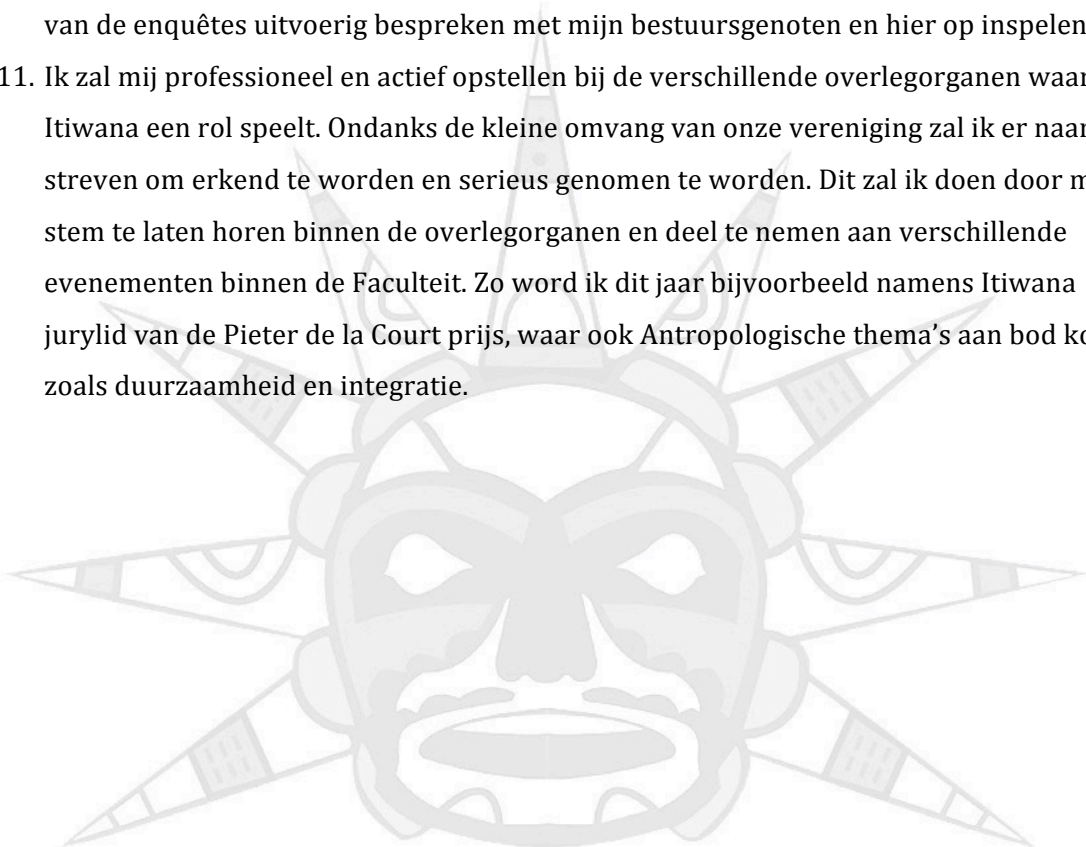 van de enquêtes uitvoerig bespreken met mijn bestuursgenoten en hier op inspelen
11. Ik zal mij professioneel en actief opstellen bij de verschillende overlegorganen waar
Itiwana een rol speelt. Ondanks de kleine omvang van onze vereniging zal ik er naar
streven om erkend te worden en serieus genomen te worden. Dit zal ik doen door
stem te laten horen binnen de overlegorganen en deel te nemen aan verschillende
evenementen binnen de Faculteit. Zo word ik dit jaar bijvoorbeeld namens Itiwana
jurylid van de Pieter de la Court prijs, waar ook Antropologische thema’s aan bod
zoals duurzaamheid en integratie.